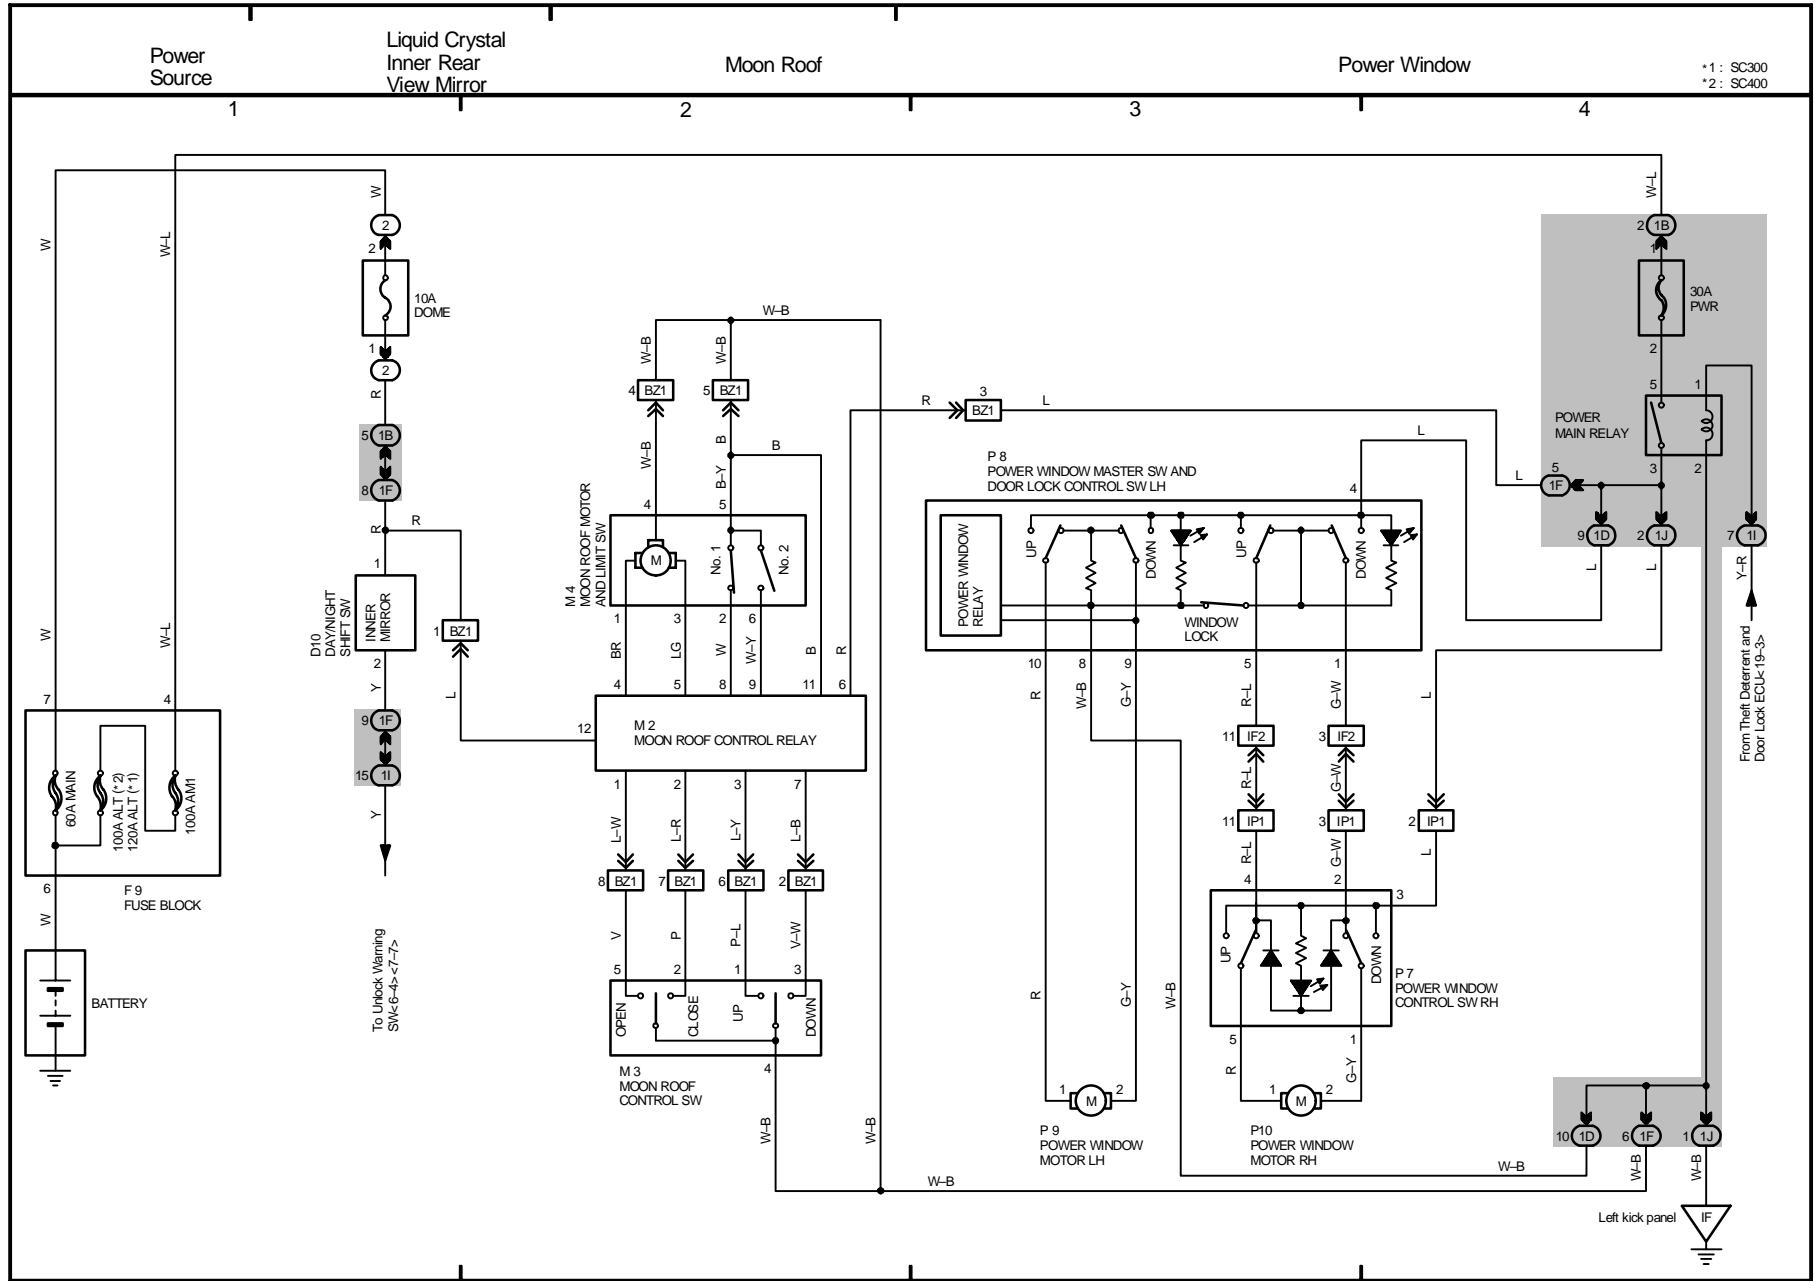 Power
Source
Liquid Crystal
Inner Rear
View Mirror
Moon Roof
Power Window
*1 : SC300
*2 : SC400
1
2
3
4
W
W–L
W
2
2
10A
DOME
1
2
R
5 1B
8 1F
R
R
1
D10
DAY/NIGHT
SHIFT SW
INNER
MIRROR
2
Y
9 1F
15 1I
Y
To Unlock Warning
SW<6–4><7–7>
1 BZ1
L
W
W–L
7
4
60A MAIN
100A ALT (*2)
120A ALT (*1)
100A AM1
6
F 9
FUSE BLOCK
W
BATTERY
W–B
W–B
W–B
4 BZ1
5 BZ1
W–B
B
B
B–Y
4
5
M 4
MOON ROOF MOTOR
AND LIMIT SW
M
No. 1
No. 2
1
3
2
6
BR
LG
W
W–Y
B
R
4
5
8
9
11
6
12
M 2
MOON ROOF CONTROL RELAY
1
2
3
7
L–W
L–R
L–Y
L–B
8 BZ1
7 BZ1
6 BZ1
2 BZ1
V
P
P–L
V–W
5
2
1
3
OPEN
CLOSE
UP
DOWN
M 3
MOON ROOF
CONTROL SW
4
W–B
W–B
W–B
R
3
BZ1
L
P 8
POWER WINDOW MASTER SW AND
DOOR LOCK CONTROL SW LH
4
L
POWER WINDOW
RELAY
UP
DOWN
UP
DOWN
WINDOW
LOCK
10
8
9
5
1
R
W–B
G–Y
R–L
G–W
L
11 IF2
3 IF2
R–L
G–W
11 IP1
3 IP1
2 IP1
R–L
G–W
L
4
2
3
UP
DOWN
P 7
POWER WINDOW
CONTROL SW RH
5
1
R
G–Y
R
G–Y
W–B
1
M
2
1
M
2
P 9
POWER WINDOW
MOTOR LH
P10
POWER WINDOW
MOTOR RH
W–L
2 1B
1
30A
PWR
2
5
1
POWER
MAIN RELAY
3
2
L
5
1F
9 1D
2 1J
7 1I
L
L
Y–R
From Theft Deterrent and
Door Lock ECU<19–3>
10 1D
6 1F
1 1J
W–B
W–B
W–B
Left kick panel
IF